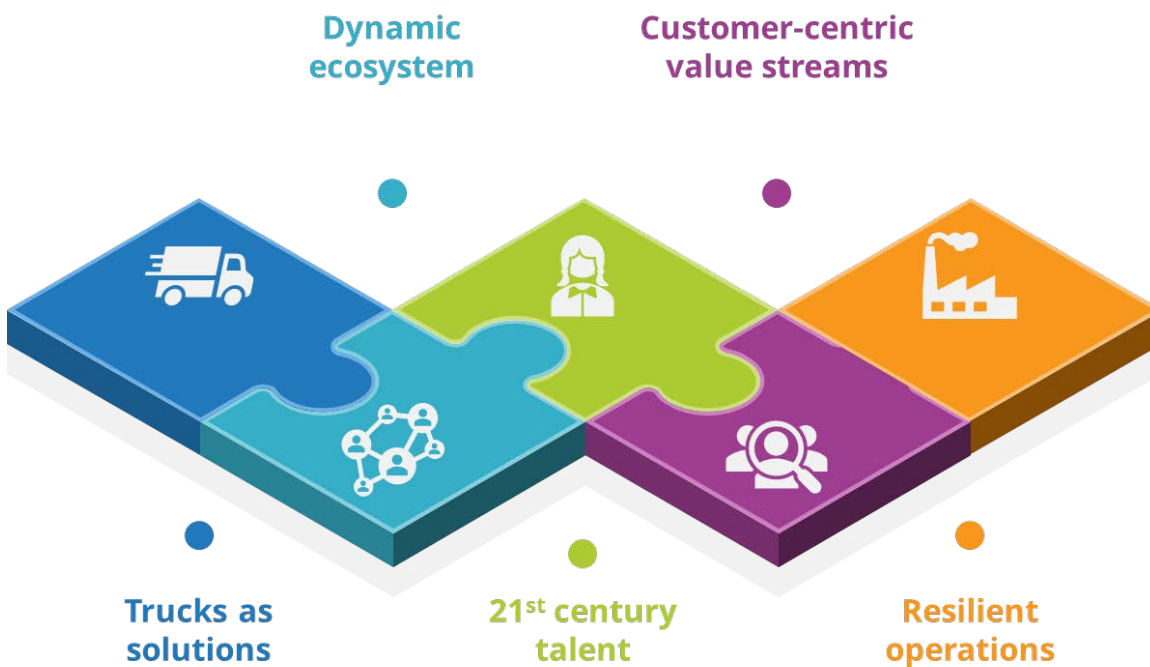 Dynamic
ecosystem
Customer-centric
value streams
Trucks as
solutions
21st century
talent
Resilient
operations